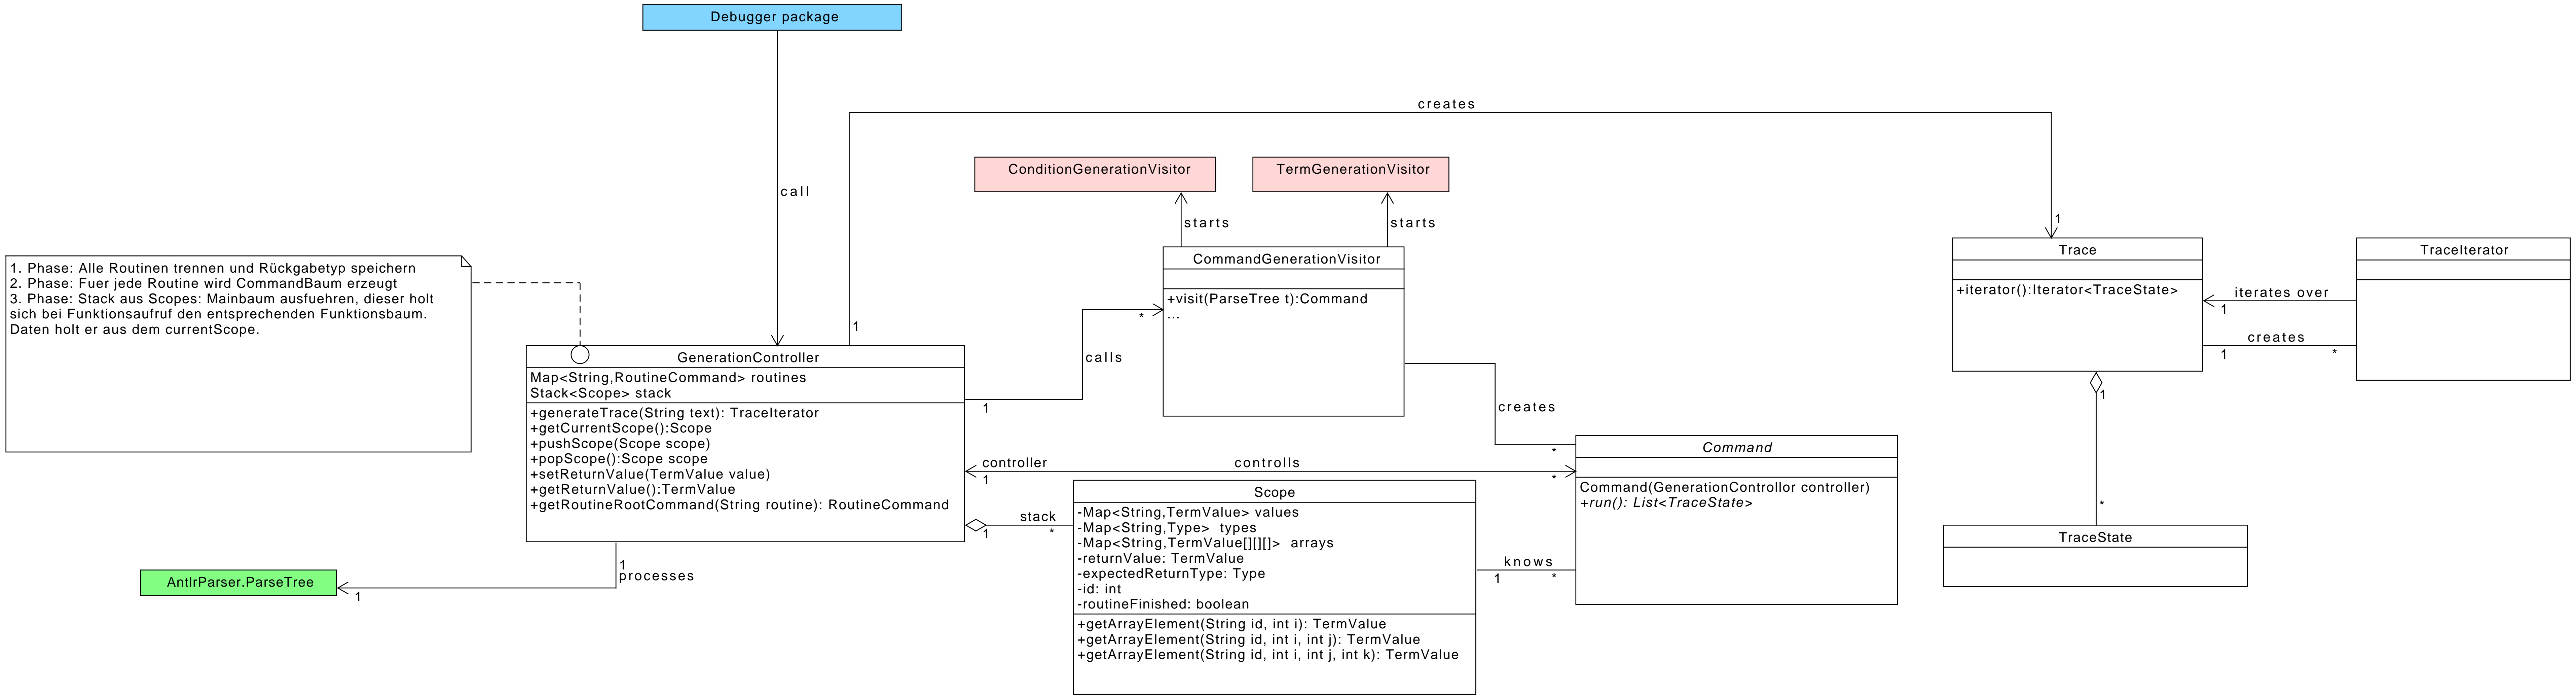 Debugger package
creates
call
ConditionGenerationVisitor
TermGenerationVisitor
starts
starts
1
1. Phase: Alle Routinen trennen und Rückgabetyp speichern
2. Phase: Fuer jede Routine wird CommandBaum erzeugt
3. Phase: Stack aus Scopes: Mainbaum ausfuehren, dieser holt
sich bei Funktionsaufruf den entsprechenden Funktionsbaum.
Daten holt er aus dem currentScope.
CommandGenerationVisitor
+visit(ParseTree t):Command
...
Trace
+iterator():Iterator<TraceState>
TraceIterator
iterates over
1
creates
1
*
1
*
calls
1
GenerationController
Map<String,RoutineCommand> routines
Stack<Scope> stack
+generateTrace(String text): TraceIterator
+getCurrentScope():Scope
+pushScope(Scope scope)
+popScope():Scope scope
+setReturnValue(TermValue value)
+getReturnValue():TermValue
+getRoutineRootCommand(String routine): RoutineCommand
creates
*
controller
controlls
1
*
Command
Command(GenerationControllor controller)
+run(): List<TraceState>
stack
1
*
Scope
-Map<String,TermValue> values
-Map<String,Type>  types
-Map<String,TermValue[][][]>  arrays
-returnValue: TermValue
-expectedReturnType: Type
-id: int
-routineFinished: boolean
+getArrayElement(String id, int i): TermValue
+getArrayElement(String id, int i, int j): TermValue
+getArrayElement(String id, int i, int j, int k): TermValue
knows
1
*
1
*
TraceState
1
processes
AntlrParser.ParseTree
1